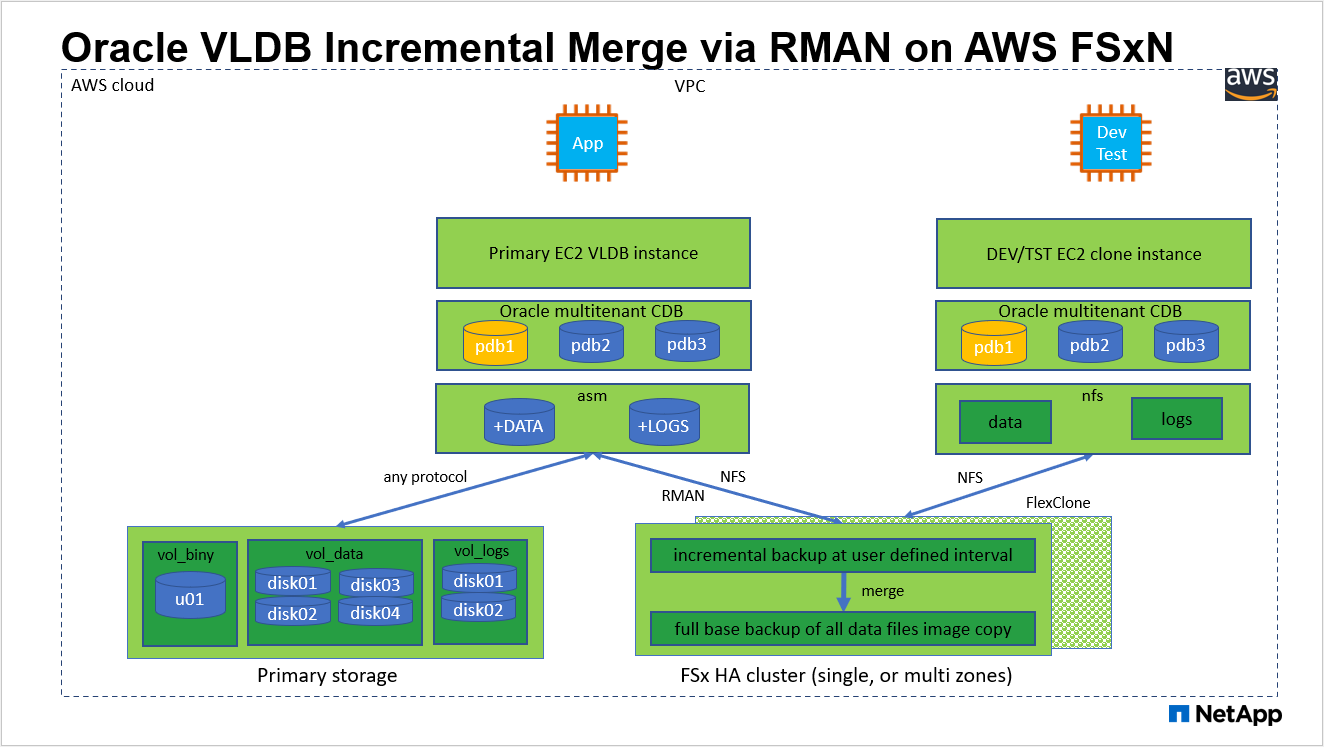 Oracle VLDB Incremental Merge via RMAN on AWS FSxN
AWS cloud
VPC
aws
App
Dev
Test
Primary EC2 VLDB instance
DEV/TST EC2 clone instance
Oracle multitenant CDB
pdb1
pdb2
pdb3
Oracle multitenant CDB
pdb1
pdb2
pdb3
asm
+DATA
+LOGS
nfs
data
logs
any protocol
RMAN
NFS
NFS
FlexClone
vol_biny
u01
vol_data
disk01
disk03
disk02
disk04
vol_logs
disk01
disk02
incremental backup at user defined interval
merge
full base backup of all data files image copy
Primary storage
FSx HA cluster (single, or multi zones)
NetApp